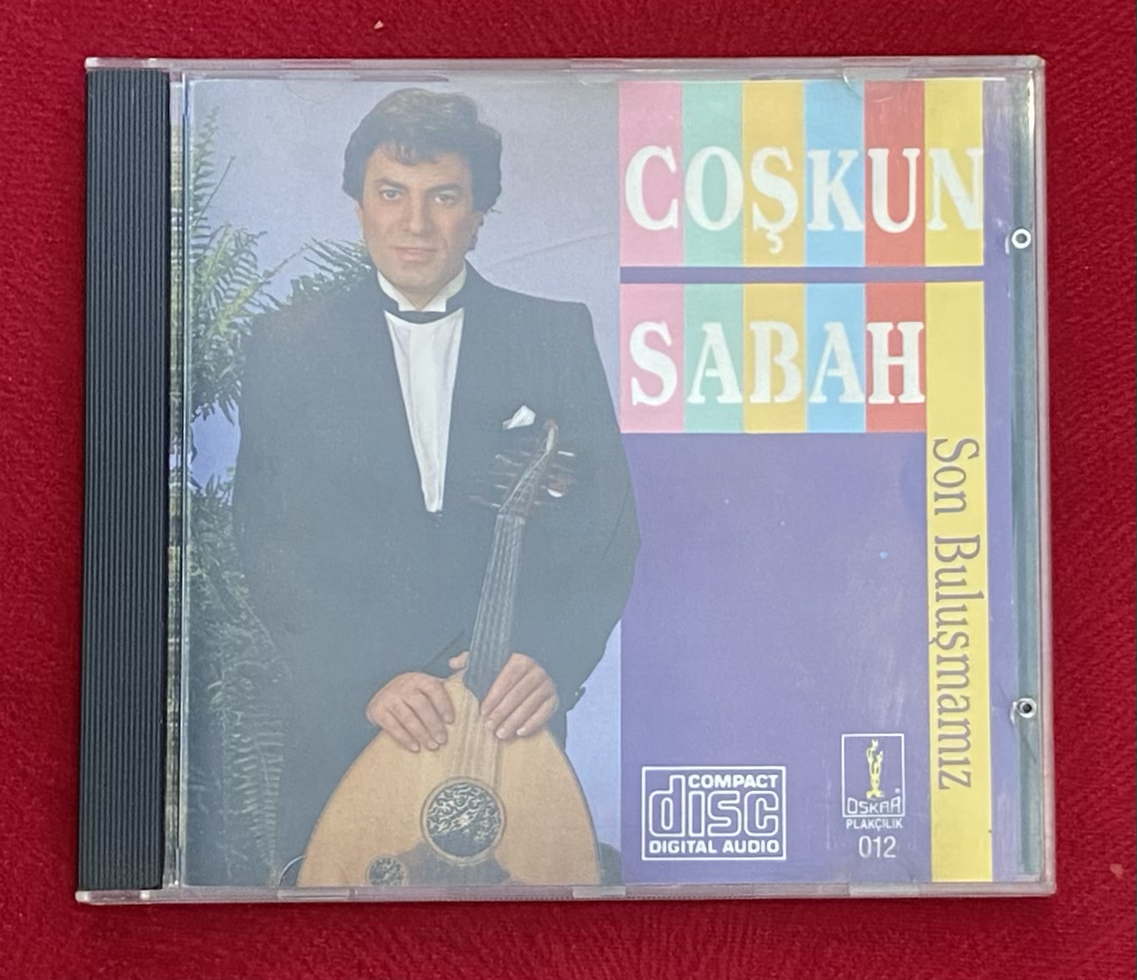 COŞKUN
SABAH
Son Buluşmamız
COMPACT
disc
DIGITAL AUDIO
OSKAR
PLAKÇILIK
012